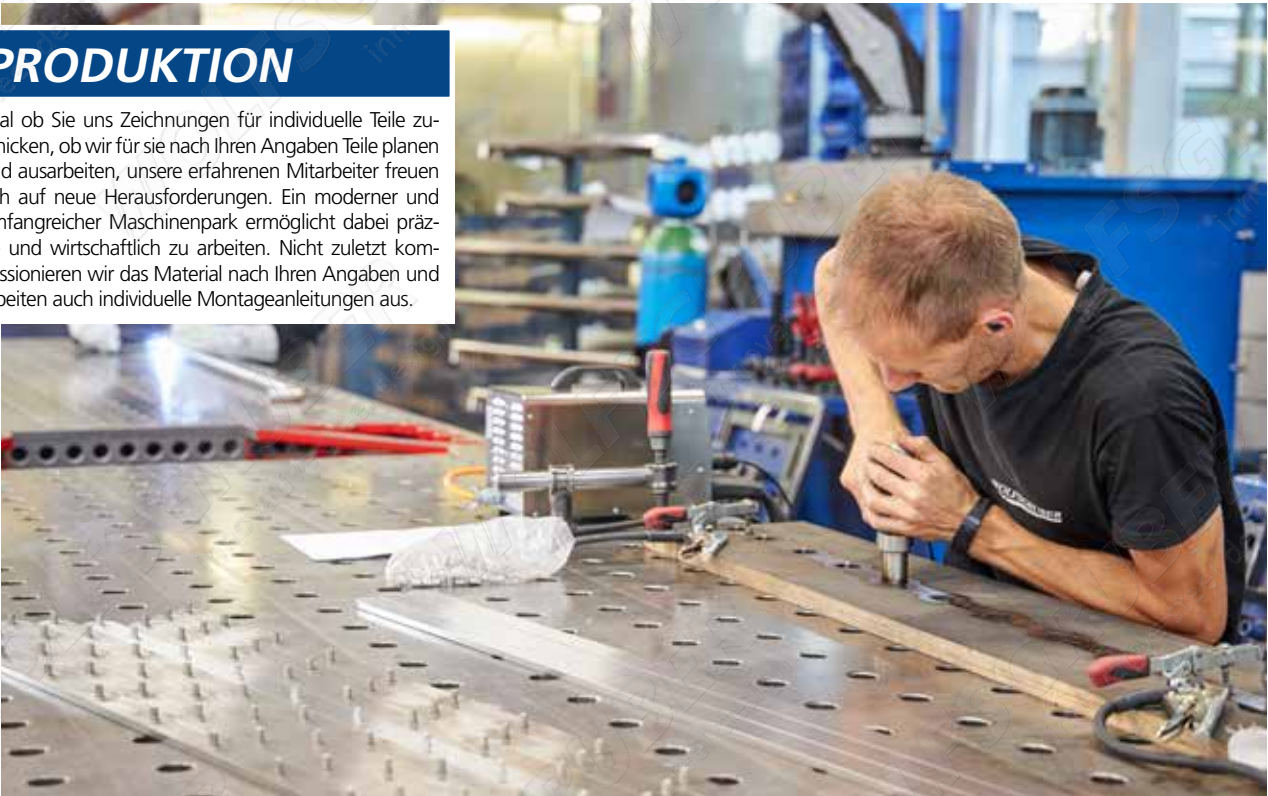 PRODUKTION
al ob Sie uns Zeichnungen für individuelle Teile zu-
nicken, ob wir für sie nach Ihren Angaben Teile planen
d ausarbeiten, unsere erfahrenen Mitarbeiter freuen
h auf neue Herausforderungen. Ein moderner und
nfangreicher Maschinenpark ermöglicht dabei präz-
und wirtschaftlich zu arbeiten. Nicht zuletzt kom-
ssionieren wir das Material nach Ihren Angaben und
beiten auch individuelle Montageanleitungen aus.